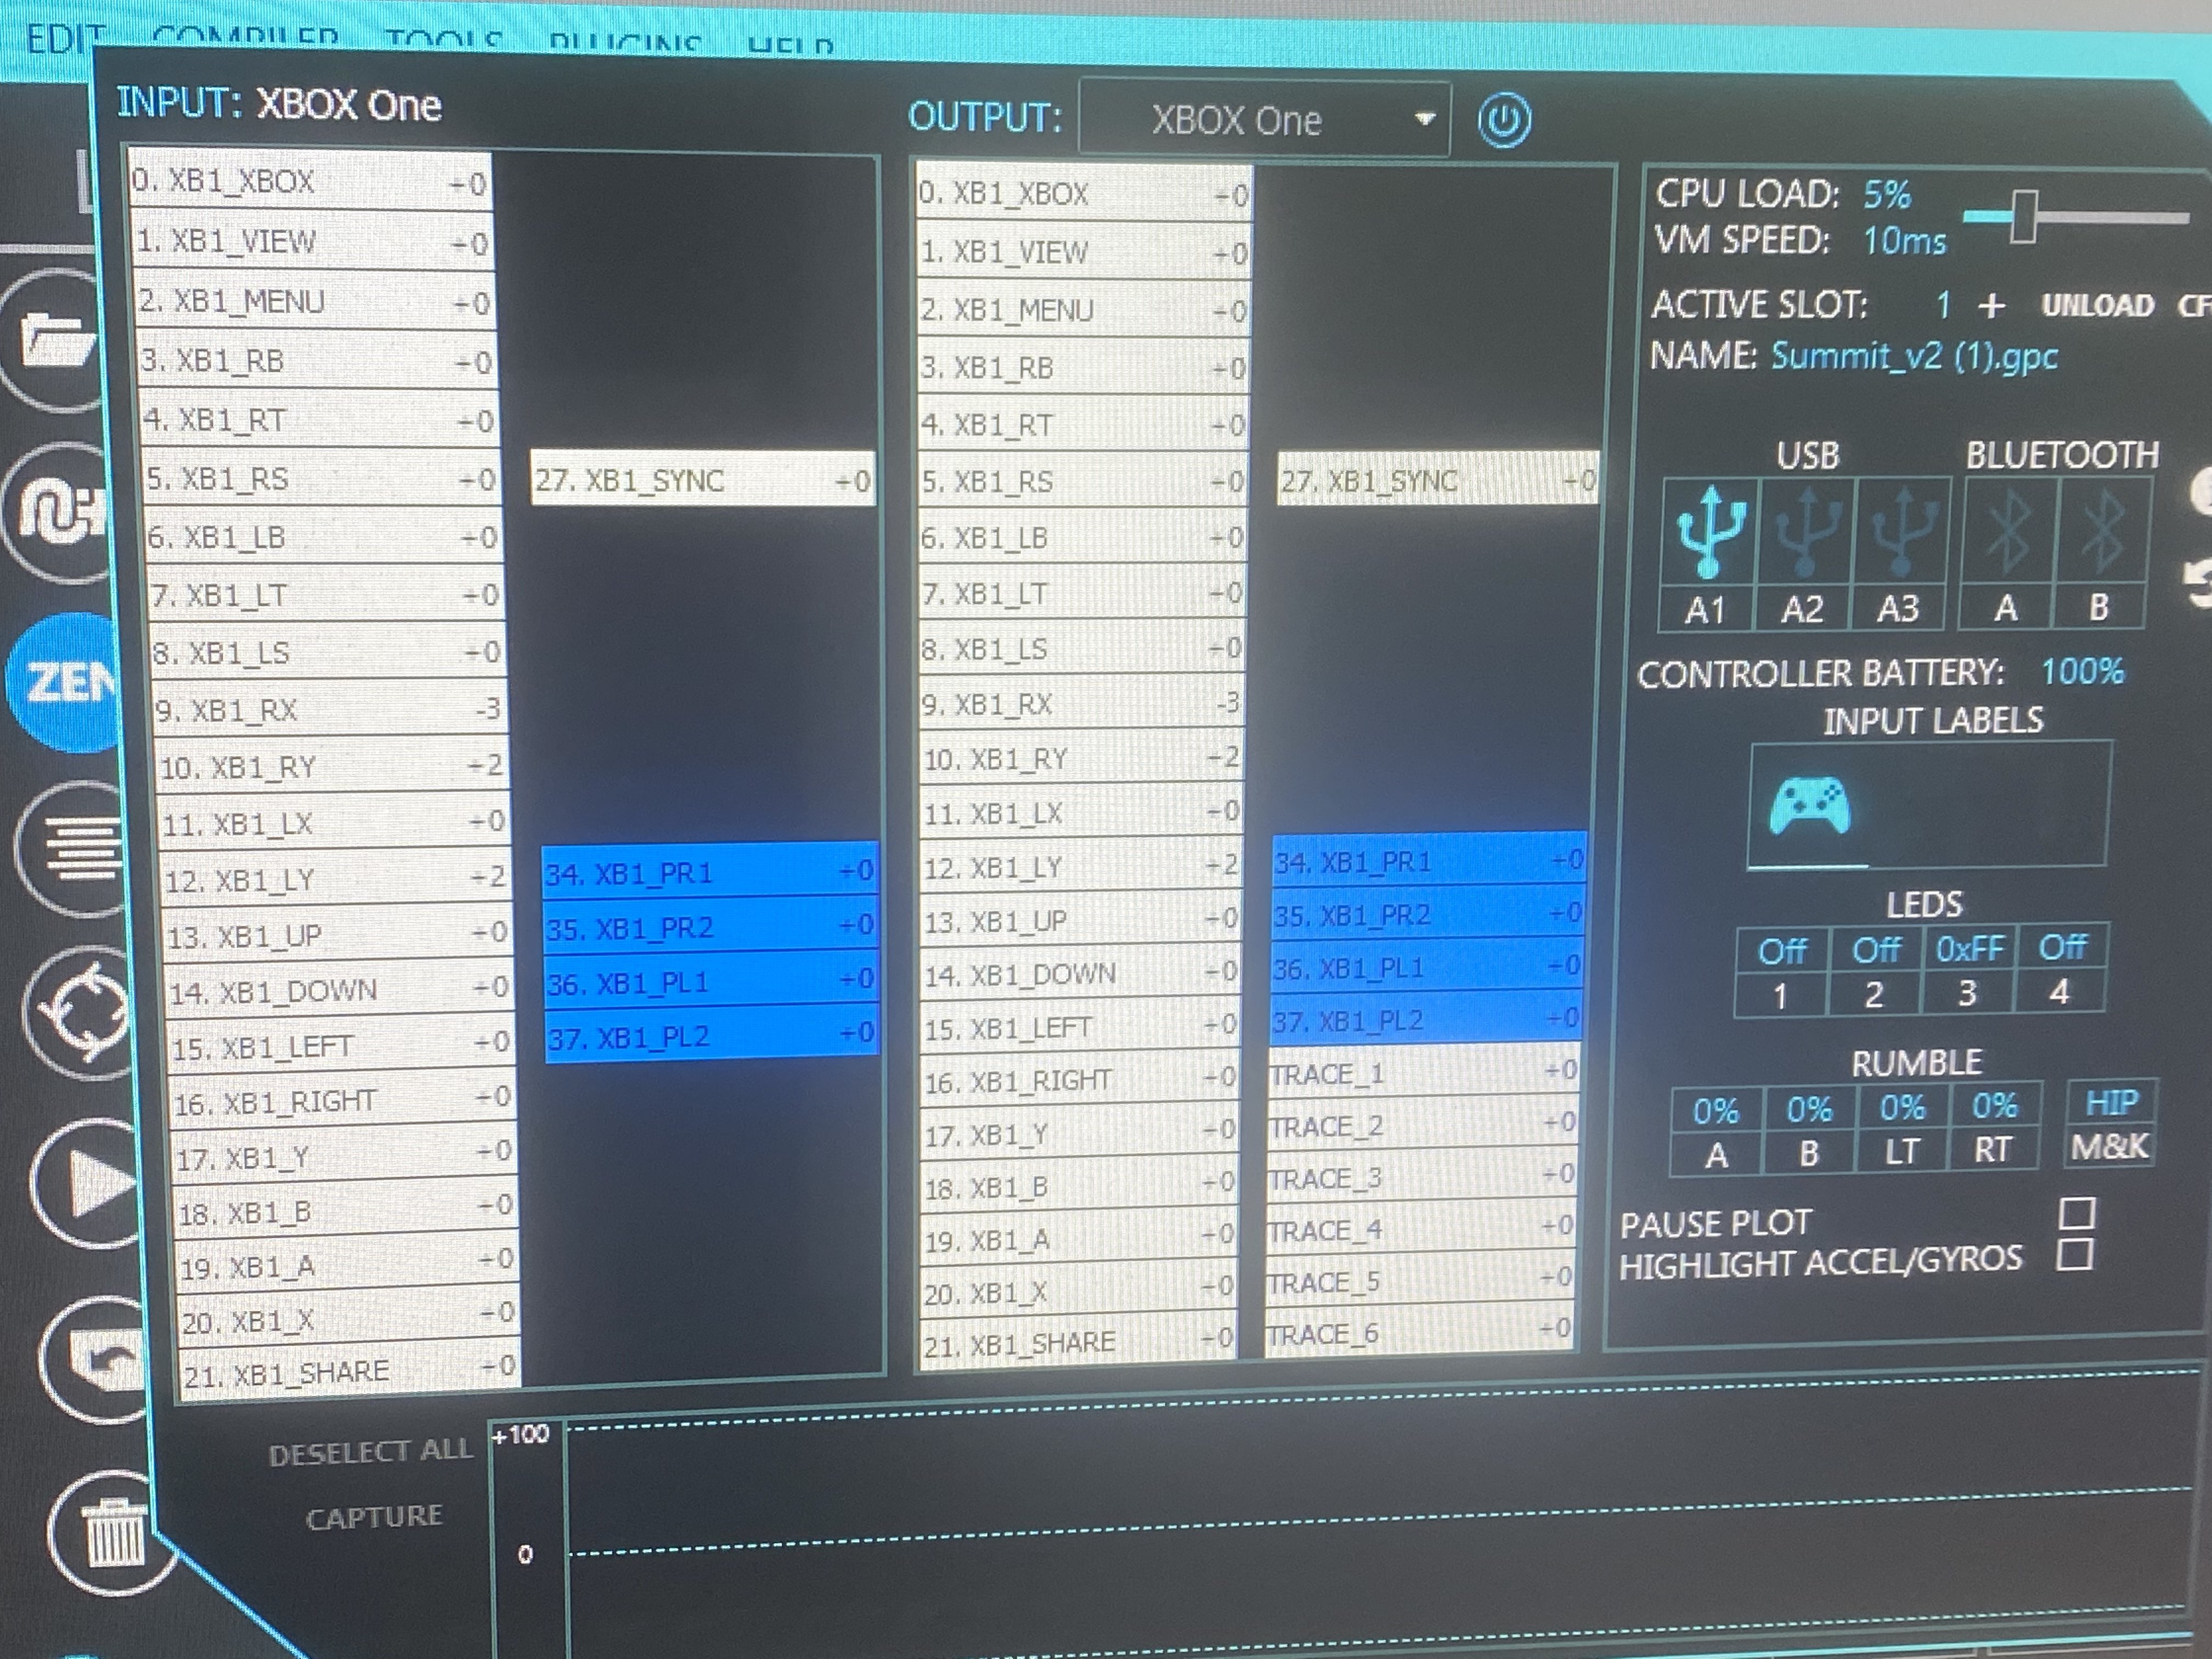 EDIT COMPILER TOOLS PLUGINS HELP
INPUT: XBOX One
0. XB1_XBOX +0
1. XB1_VIEW +0
2. XB1_MENU +0
3. XB1_RB +0
4. XB1_RT +0
5. XB1_RS +0
6. XB1_LB +0
7. XB1_LT +0
8. XB1_LS +0
9. XB1_RX -3
10. XB1_RY +2
11. XB1_LX +0
12. XB1_LY +2
13. XB1_UP +0
14. XB1_DOWN +0
15. XB1_LEFT +0
16. XB1_RIGHT +0
17. XB1_Y +0
18. XB1_B +0
19. XB1_A +0
20. XB1_X +0
21. XB1_SHARE +0
27. XB1_SYNC +0
34. XB1_PR1 +0
35. XB1_PR2 +0
36. XB1_PL1 +0
37. XB1_PL2 +0
OUTPUT: XBOX One
0. XB1_XBOX +0
1. XB1_VIEW +0
2. XB1_MENU +0
3. XB1_RB +0
4. XB1_RT +0
5. XB1_RS +0
6. XB1_LB +0
7. XB1_LT +0
8. XB1_LS +0
9. XB1_RX -3
10. XB1_RY +2
11. XB1_LX +0
12. XB1_LY +2
13. XB1_UP +0
14. XB1_DOWN +0
15. XB1_LEFT +0
16. XB1_RIGHT +0
17. XB1_Y +0
18. XB1_B +0
19. XB1_A +0
20. XB1_X +0
21. XB1_SHARE +0
27. XB1_SYNC +0
34. XB1_PR1 +0
35. XB1_PR2 +0
36. XB1_PL1 +0
37. XB1_PL2 +0
TRACE_1 +0
TRACE_2 +0
TRACE_3 +0
TRACE_4 +0
TRACE_5 +0
TRACE_6 +0
CPU LOAD: 5%
VM SPEED: 10ms
ACTIVE SLOT: 1 + UNLOAD
NAME: Summit_v2 (1).gpc
USB BLUETOOTH
A1 A2 A3 A B
CONTROLLER BATTERY: 100%
INPUT LABELS
LEDS
Off Off 0xFF Off
1 2 3 4
RUMBLE
0% 0% 0% 0% HIP
A B LT RT M&K
PAUSE PLOT
HIGHLIGHT ACCEL/GYROS
ZEN
DESELECT ALL
CAPTURE
+100
0